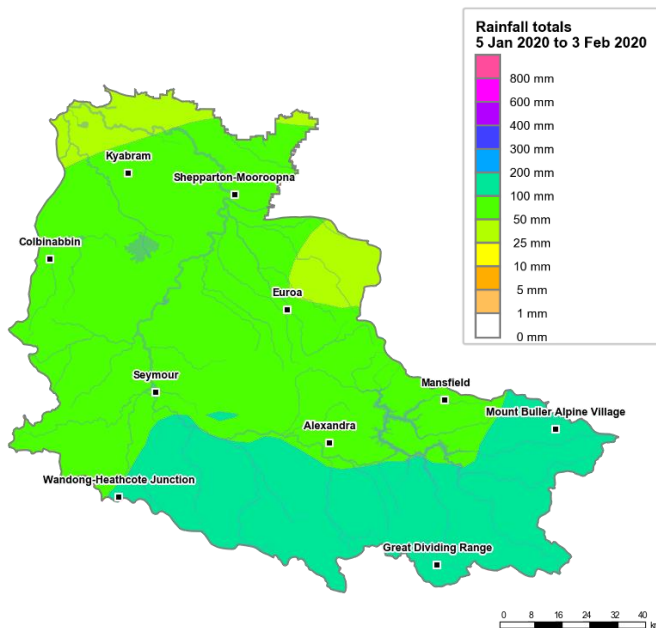 Rainfall totals
5 Jan 2020 to 3 Feb 2020
800 mm
600 mm
400 mm
300 mm
200 mm
100 mm
50 mm
25 mm
10 mm
5 mm
1 mm
0 mm
Kyabram
Shepparton-Mooroopna
Colbinabbin
Euroa
Seymour
Mansfield
Mount Buller Alpine Village
Alexandra
Wandong-Heathcote Junction
Great Dividing Range
0 8 16 24 32 40